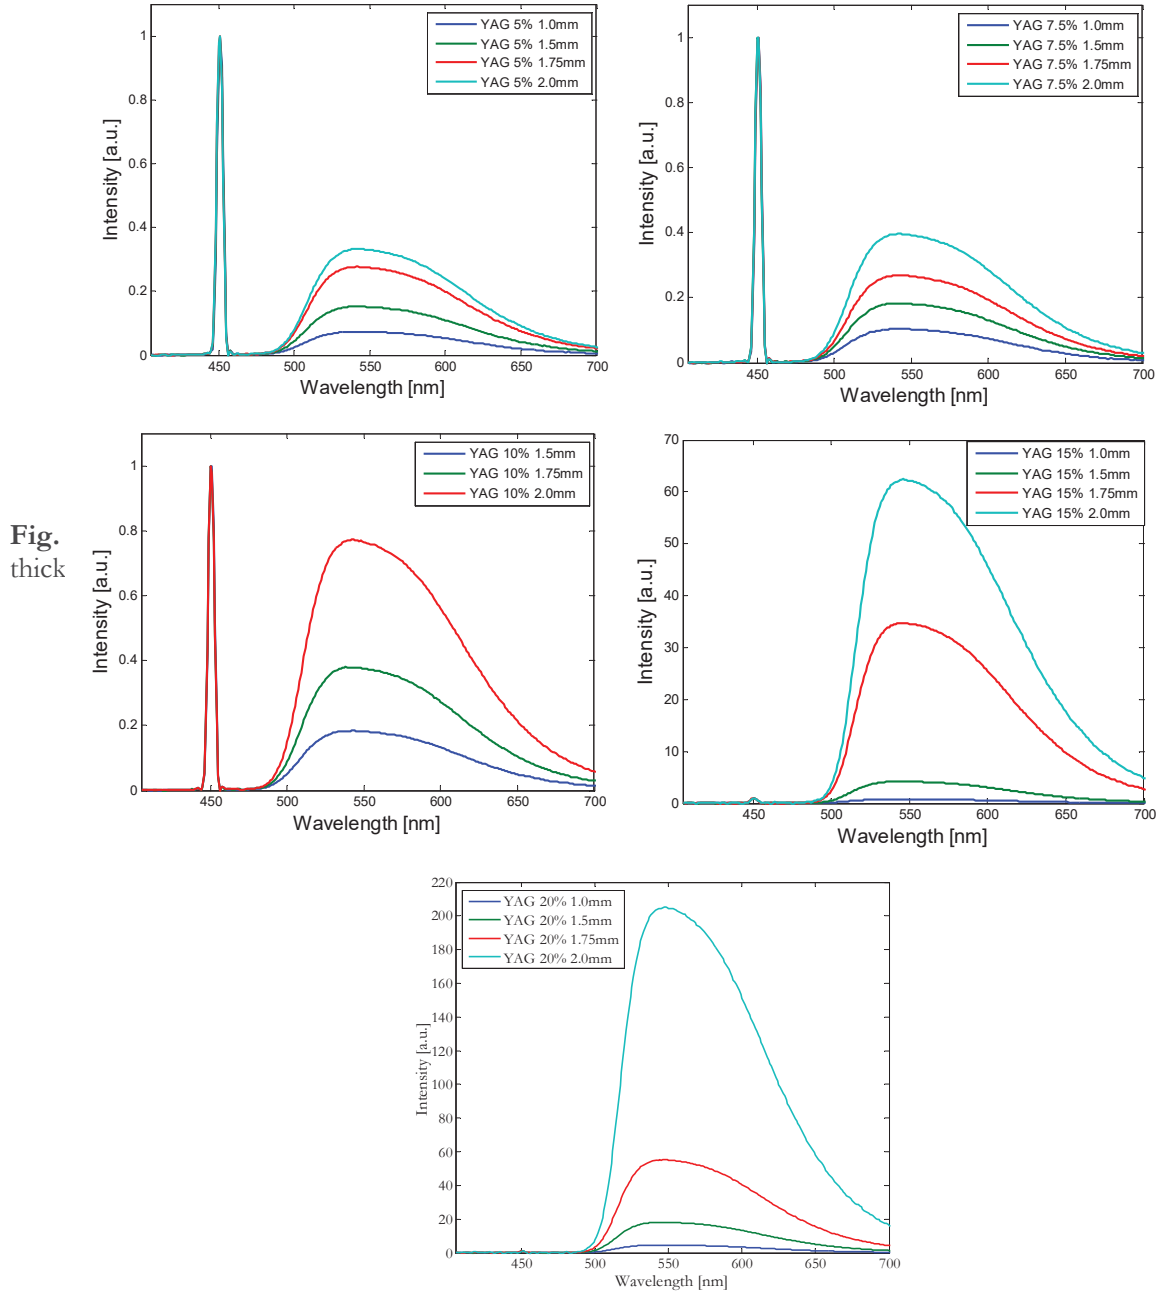 YAG 5% 1.0mm
YAG 5% 1.5mm
YAG 5% 1.75mm
YAG 5% 2.0mm
1
0.8
0.6
0.4
0.2
0
450 500 550 600 650 700
Intensity [a.u.]
Wavelength [nm]
YAG 7.5% 1.0mm
YAG 7.5% 1.5mm
YAG 7.5% 1.75mm
YAG 7.5% 2.0mm
1
0.8
0.6
0.4
0.2
0
450 500 550 600 650 700
Intensity [a.u.]
Wavelength [nm]
Fig.
thick
YAG 10% 1.5mm
YAG 10% 1.75mm
YAG 10% 2.0mm
1
0.8
0.6
0.4
0.2
0
450 500 550 600 650 700
Intensity [a.u.]
Wavelength [nm]
YAG 15% 1.0mm
YAG 15% 1.5mm
YAG 15% 1.75mm
YAG 15% 2.0mm
70
60
50
40
30
20
10
0
450 500 550 600 650 700
Intensity [a.u.]
Wavelength [nm]
YAG 20% 1.0mm
YAG 20% 1.5mm
YAG 20% 1.75mm
YAG 20% 2.0mm
220
200
180
160
140
120
100
80
60
40
20
0
450 500 550 600 650 700
Intensity [a.u.]
Wavelength [nm]